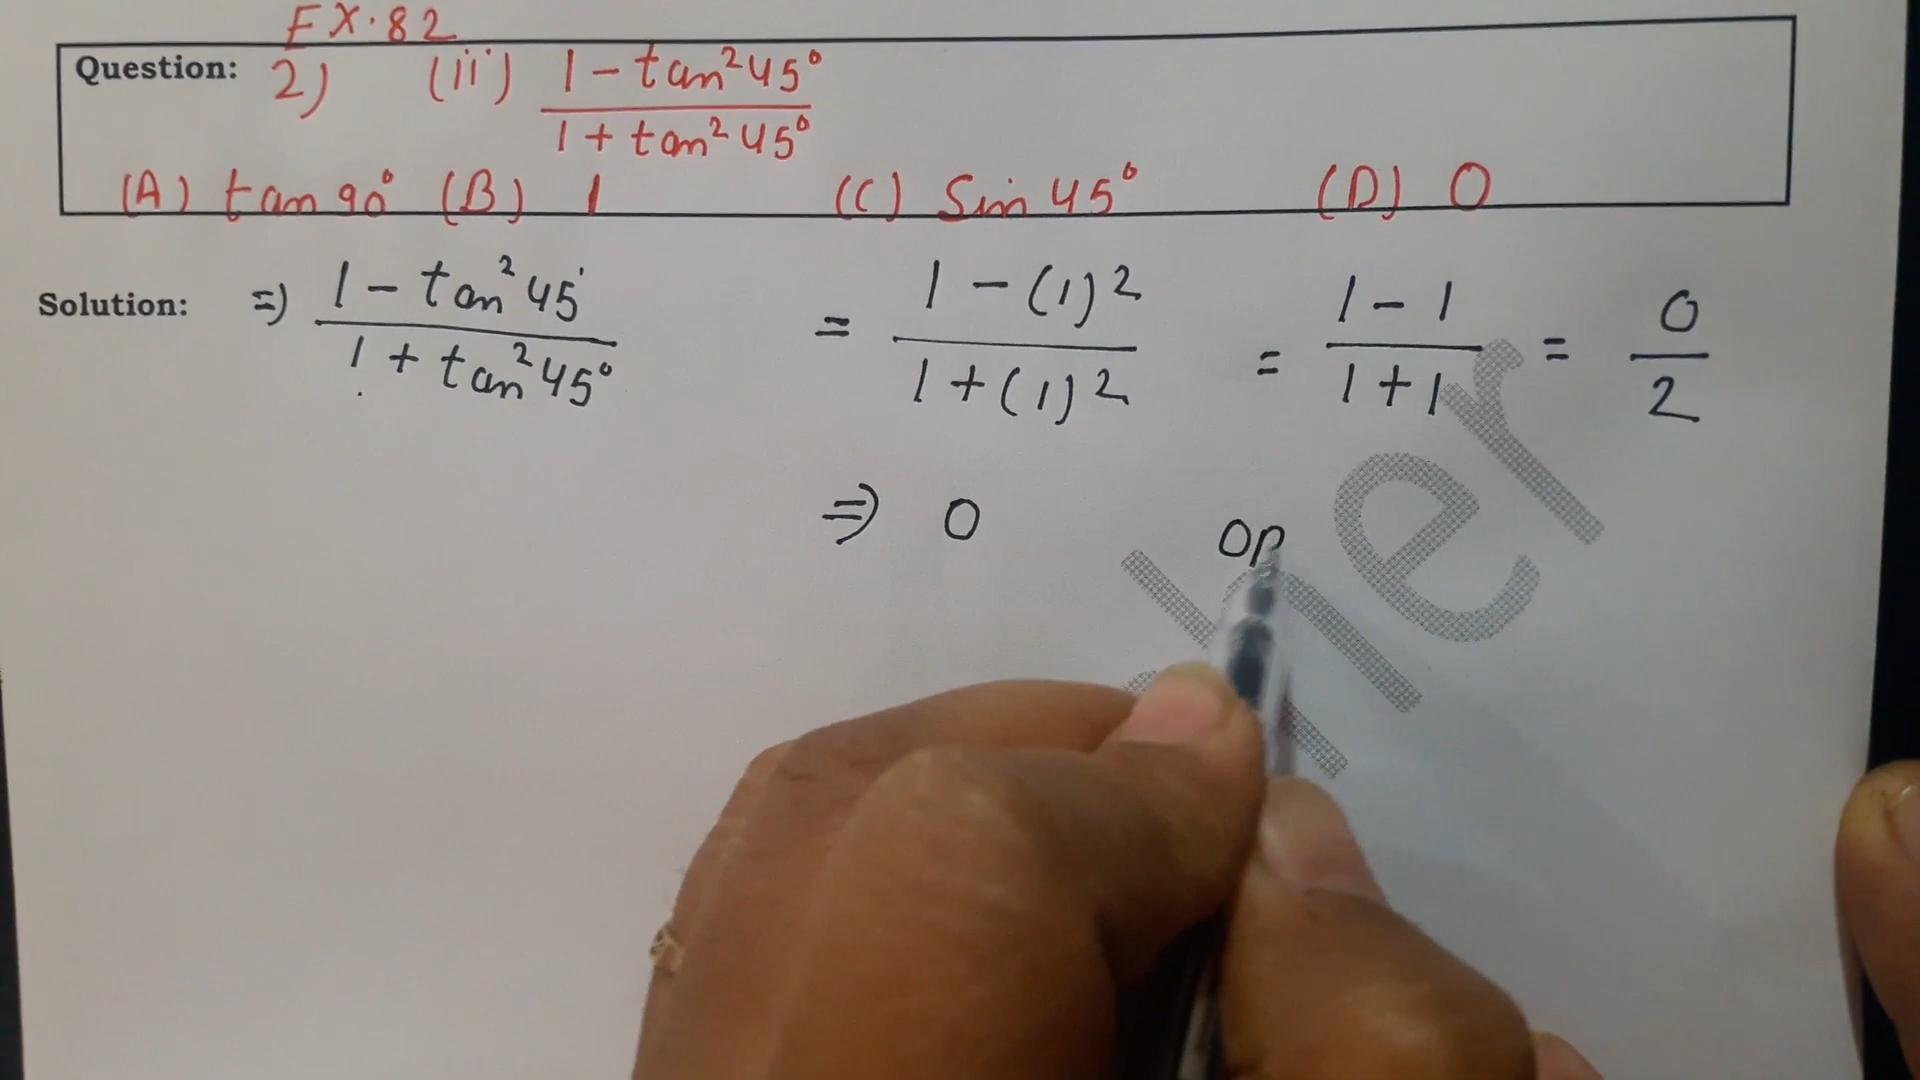 EX.82
Question: 2) (ii) 1 - tan²45° / 1 + tan²45°
(A) tan 90° (B) 1 (C) Sin 45° (D) 0
Solution: ⇒ 1 - tan²45° / 1 + tan²45° = 1 - (1)² / 1 + (1)² = 1 - 1 / 1 + 1 = 0 / 2
⇒ 0 Op
her